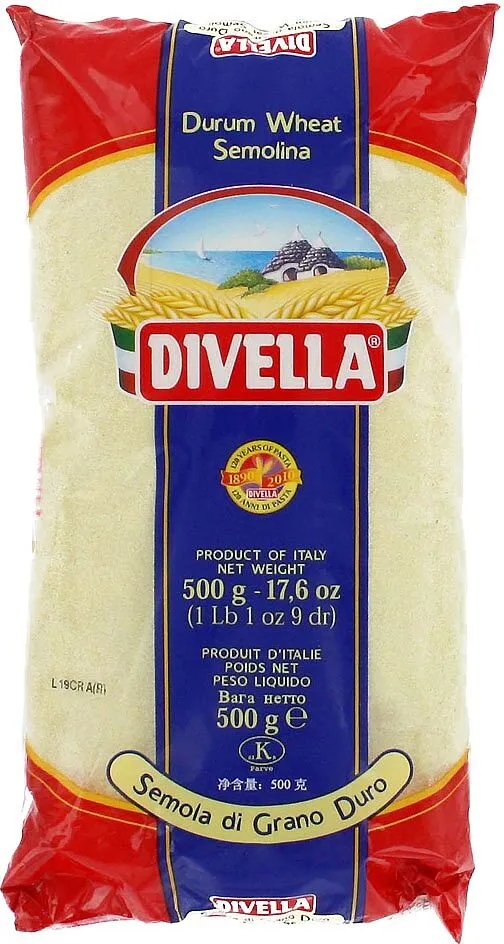 DIVELLA
Durum Wheat
Semolina
DIVELLA®
120 YEARS OF PASTA
1890 2010
DIVELLA
120 ANNI DI PASTA
PRODUCT OF ITALY
NET WEIGHT
500 g - 17,6 oz
(1 Lb 1 oz 9 dr)
PRODUIT D'ITALIE
POIDS NET
PESO LIQUIDO
Вага нетто
500 g ℮
L19CR A(R)
K
Parve
净含量: 500 克
Semola di Grano Duro
DIVELLA